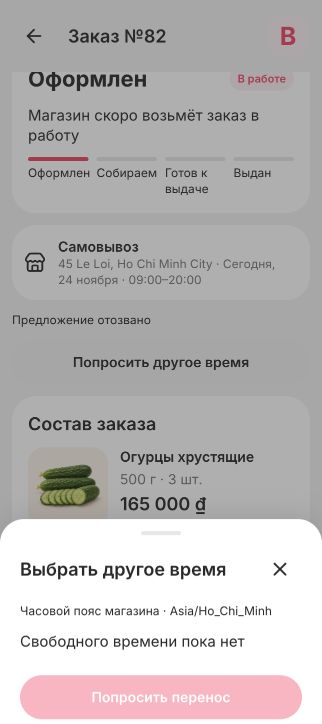 Заказ №82
B
Оформлен
В работе
Магазин скоро возьмёт заказ в
работу
Оформлен Собираем Готов к Выдан
выдаче
Самовывоз
45 Le Loi, Ho Chi Minh City · Сегодня,
24 ноября · 09:00–20:00
Предложение отозвано
Попросить другое время
Состав заказа
Огурцы хрустящие
500 г · 3 шт.
165 000 ₫
Выбрать другое время
Часовой пояс магазина · Asia/Ho_Chi_Minh
Свободного времени пока нет
Попросить перенос